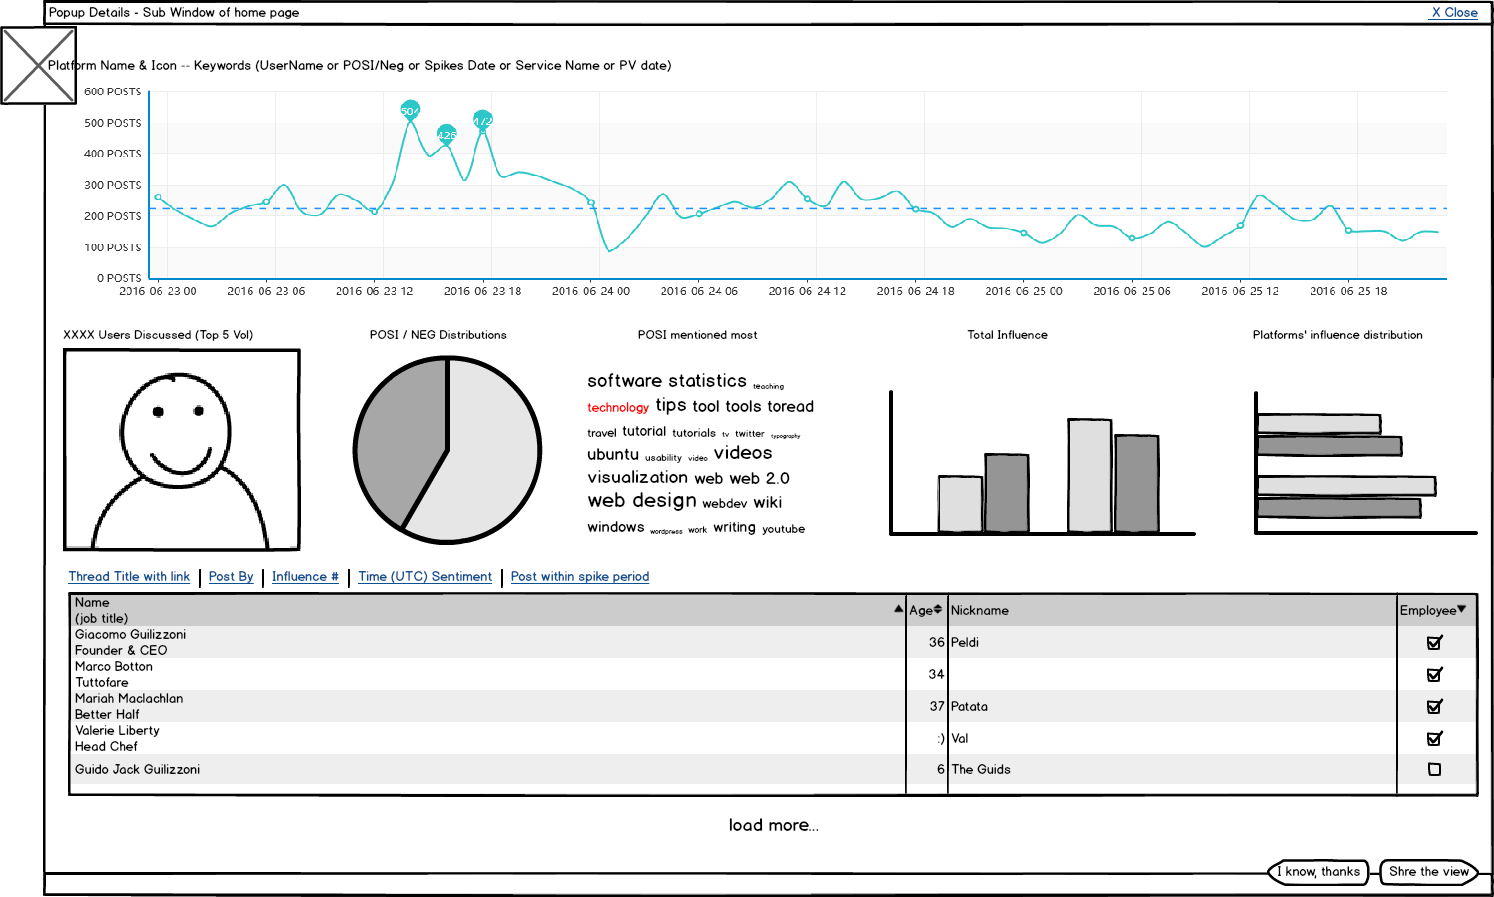 Popup Details - Sub Window of home page
X Close
Platform Name & Icon -- Keywords (UserName or POSI/Neg or Spikes Date or Service Name or PV date)
600 POSTS
500 POSTS
400 POSTS
300 POSTS
200 POSTS
100 POSTS
0 POSTS
504
426
472
2016 06 23 00 2016 06 23 06 2016 06 23 12 2016 06 23 18 2016 06 24 00 2016 06 24 06 2016 06 24 12 2016 06 24 18 2016 06 25 00 2016 06 25 06 2016 06 25 12 2016 06 25 18
XXXX Users Discussed (Top 5 Vol)
POSI / NEG Distributions
POSI mentioned most
Total Influence
Platforms' influence distribution
software statistics teaching
technology tips tool tools toread
travel tutorial tutorials tv twitter typography
ubuntu usability video videos
visualization web web 2.0
web design webdev wiki
windows wordpress work writing youtube
Thread Title with link | Post By | Influence # | Time (UTC) Sentiment | Post within spike period
Name
(job title)
Age
Nickname
Employee
Giacomo Guilizzoni
Founder & CEO
36 Peldi
Marco Botton
Tuttofare
34
Mariah Maclachlan
Better Half
37 Patata
Valerie Liberty
Head Chef
:) Val
Guido Jack Guilizzoni
6 The Guids
load more...
I know, thanks
Shre the view